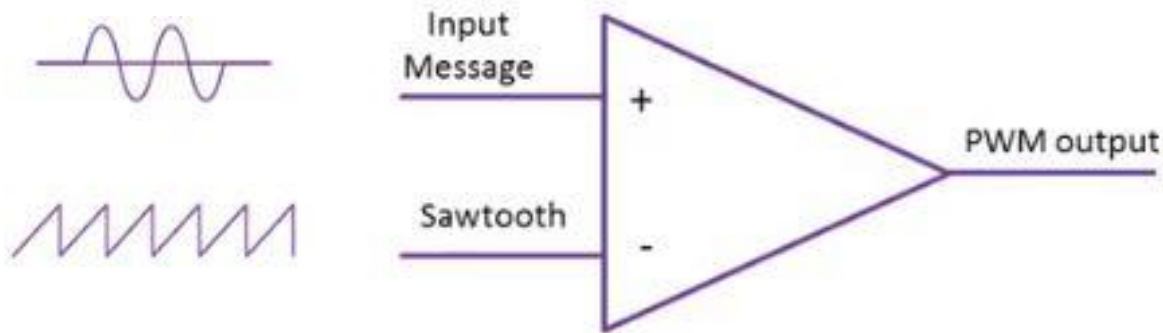 Input
Message
+
PWM output
Sawtooth
-